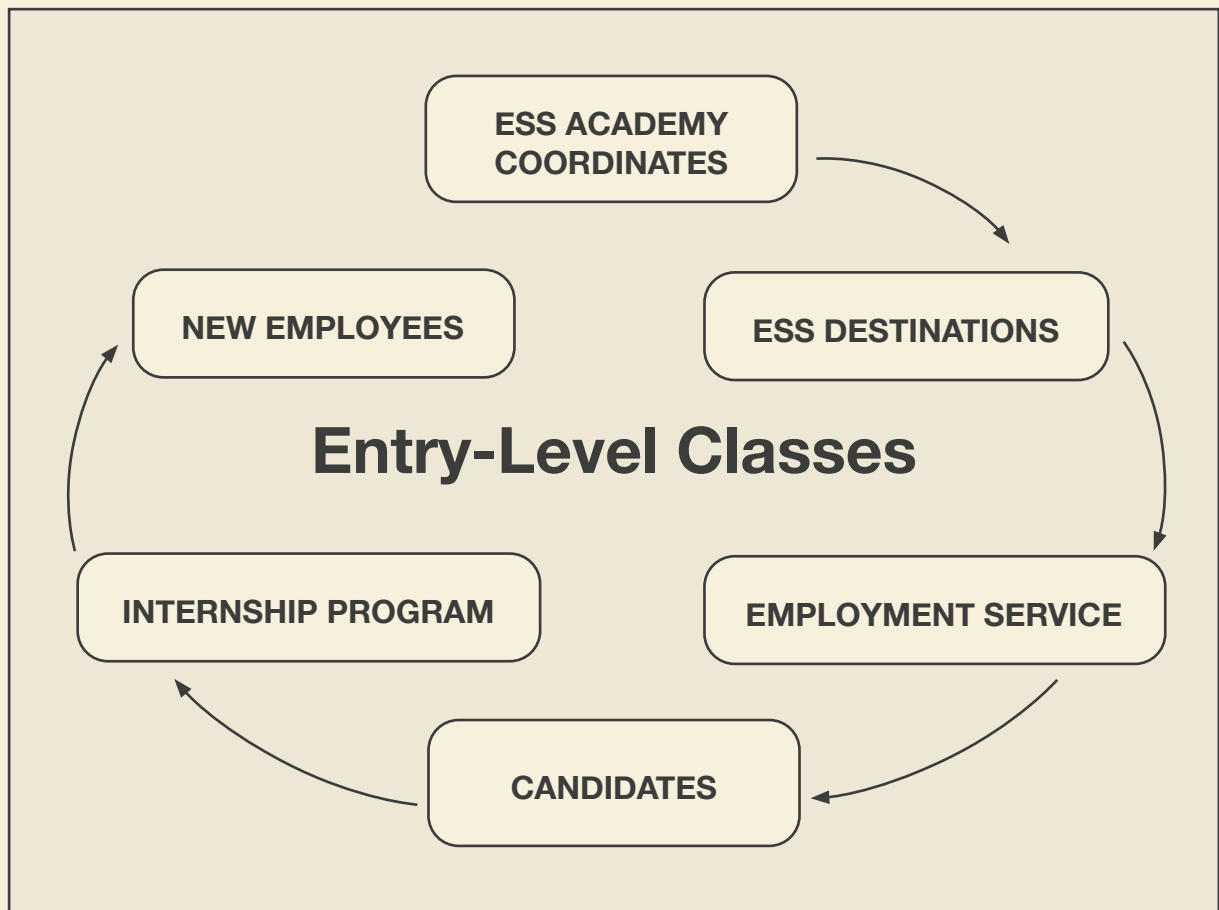 ESS ACADEMY
COORDINATES
NEW EMPLOYEES
ESS DESTINATIONS
Entry-Level Classes
INTERNSHIP PROGRAM
EMPLOYMENT SERVICE
CANDIDATES